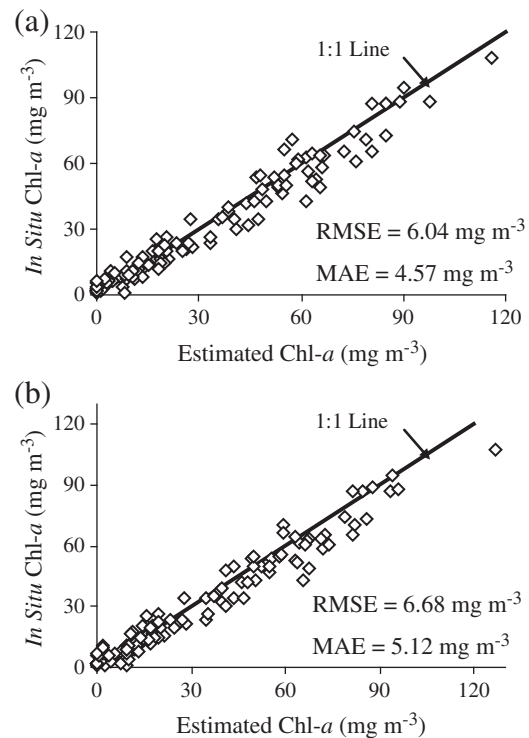 (a)
120
90
60
30
0
In Situ Chl-a (mg m-3)
1:1 Line
RMSE = 6.04 mg m-3
MAE = 4.57 mg m-3
0 30 60 90 120
Estimated Chl-a (mg m-3)
(b)
120
90
60
30
0
In Situ Chl-a (mg m-3)
1:1 Line
RMSE = 6.68 mg m-3
MAE = 5.12 mg m-3
0 30 60 90 120
Estimated Chl-a (mg m-3)